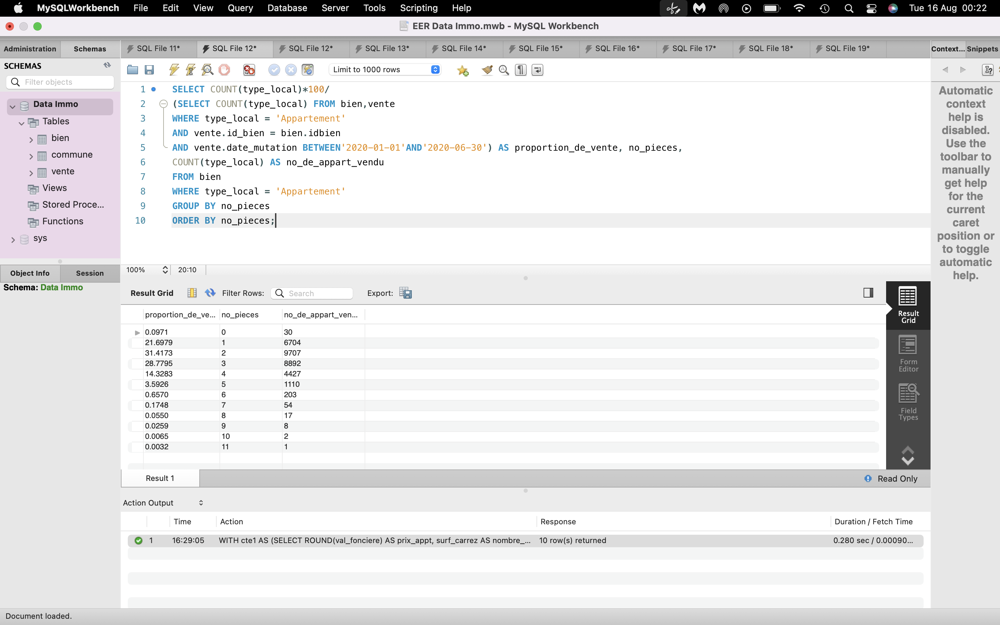 MySQLWorkbench File Edit View Query Database Server Tools Scripting Help Tue 16 Aug 00:22
EER Data Immo.mwb - MySQL Workbench
Administration Schemas SQL File 11* SQL File 12* SQL File 12* SQL File 13* SQL File 14* SQL File 15* SQL File 16* SQL File 17* SQL File 18* SQL File 19* Context... Snippets
SCHEMAS
Filter objects
Data Immo
Tables
bien
commune
vente
Views
Stored Proce...
Functions
sys
Object Info Session
Schema: Data Immo
Limit to 1000 rows
1 SELECT COUNT(type_local)*100/
2 (SELECT COUNT(type_local) FROM bien,vente
3 WHERE type_local = 'Appartement'
4 AND vente.id_bien = bien.idbien
5 AND vente.date_mutation BETWEEN'2020-01-01'AND'2020-06-30') AS proportion_de_vente, no_pieces,
6 COUNT(type_local) AS no_de_appart_vendu
7 FROM bien
8 WHERE type_local = 'Appartement'
9 GROUP BY no_pieces
10 ORDER BY no_pieces;
100% 20:10
Result Grid Filter Rows: Search Export:
proportion_de_ve... no_pieces no_de_appart_ven...
0.0971 0 30
21.6979 1 6704
31.4173 2 9707
28.7795 3 8892
14.3283 4 4427
3.5926 5 1110
0.6570 6 203
0.1748 7 54
0.0550 8 17
0.0259 9 8
0.0065 10 2
0.0032 11 1
Result
Grid
Form
Editor
Field
Types
Result 1 Read Only
Action Output
Time Action Response Duration / Fetch Time
1 16:29:05 WITH cte1 AS (SELECT ROUND(val_fonciere) AS prix_appt, surf_carrez AS nombre_... 10 row(s) returned 0.280 sec / 0.00090...
Automatic
context
help is
disabled.
Use the
toolbar to
manually
get help
for the
current
caret
position or
to toggle
automatic
help.
Document loaded.